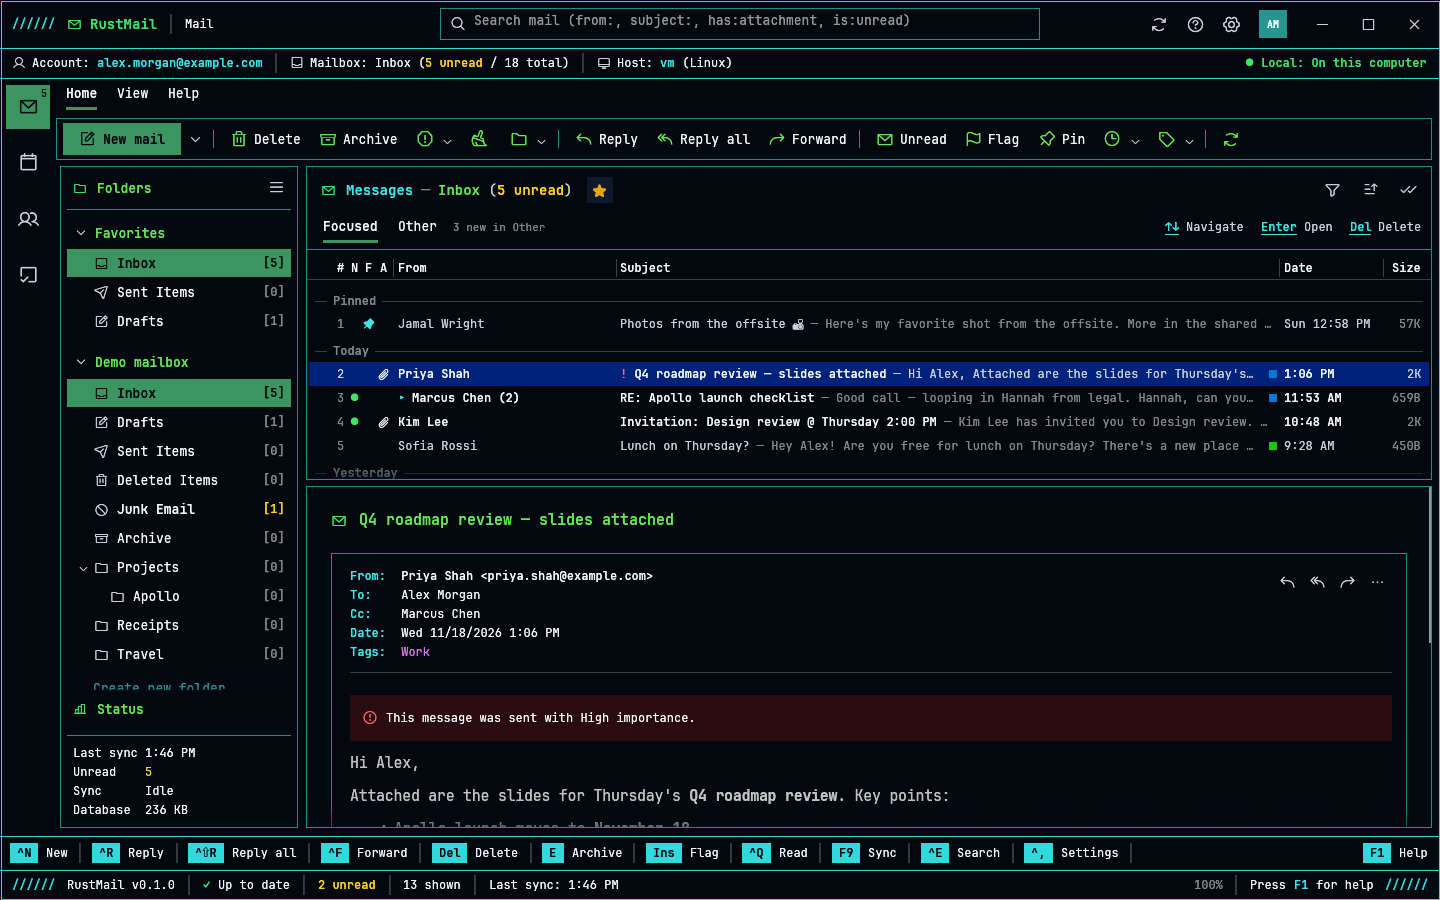 ////// RustMail Mail Search mail (from:, subject:, has:attachment, is:unread) AM
Account: alex.morgan@example.com Mailbox: Inbox (5 unread / 18 total) Host: vm (Linux) Local: On this computer
5
Home View Help
New mail Delete Archive Reply Reply all Forward Unread Flag Pin
Folders
Favorites
Inbox [5]
Sent Items [0]
Drafts [1]
Demo mailbox
Inbox [5]
Drafts [1]
Sent Items [0]
Deleted Items [0]
Junk Email [1]
Archive [0]
Projects [0]
Apollo [0]
Receipts [0]
Travel [0]
Create new folder
Status
Last sync 1:46 PM
Unread 5
Sync Idle
Database 236 KB
Messages — Inbox (5 unread)
Focused Other 3 new in Other ↑↓ Navigate Enter Open Del Delete
# N F A From Subject Date Size
Pinned
1 Jamal Wright Photos from the offsite 📸 — Here's my favorite shot from the offsite. More in the shared … Sun 12:58 PM 57K
Today
2 Priya Shah ! Q4 roadmap review — slides attached — Hi Alex, Attached are the slides for Thursday's… 1:06 PM 2K
3 ▸ Marcus Chen (2) RE: Apollo launch checklist — Good call — looping in Hannah from legal. Hannah, can you… 11:53 AM 659B
4 Kim Lee Invitation: Design review @ Thursday 2:00 PM — Kim Lee has invited you to Design review. … 10:48 AM 2K
5 Sofia Rossi Lunch on Thursday? — Hey Alex! Are you free for lunch on Thursday? There's a new place … 9:28 AM 450B
Yesterday
Q4 roadmap review — slides attached
From: Priya Shah <priya.shah@example.com>
To: Alex Morgan
Cc: Marcus Chen
Date: Wed 11/18/2026 1:06 PM
Tags: Work
This message was sent with High importance.
Hi Alex,
Attached are the slides for Thursday's Q4 roadmap review. Key points:
• Apollo launch moves to November 18
^N New ^R Reply ^⇧R Reply all ^F Forward Del Delete E Archive Ins Flag ^Q Read F9 Sync ^E Search ^, Settings F1 Help
////// RustMail v0.1.0 ✓ Up to date 2 unread 13 shown Last sync: 1:46 PM 100% Press F1 for help //////